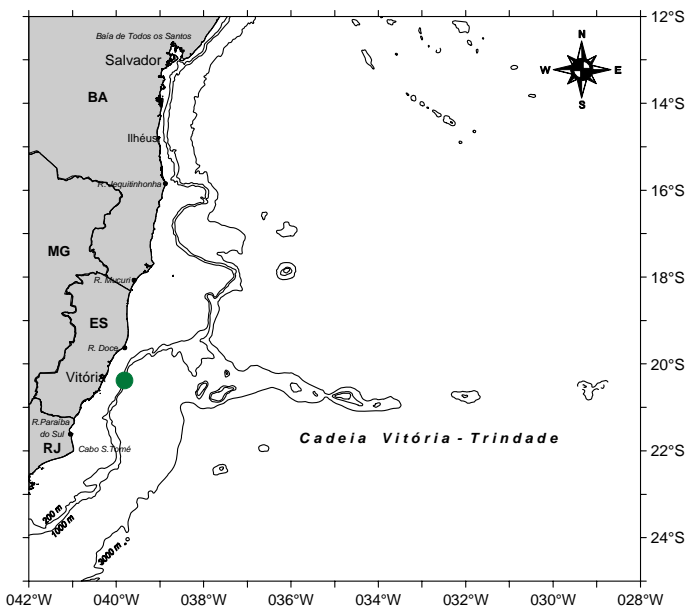 12°S
Baía de Todos os Santos
N
Salvador
W
E
BA
S
14°S
Ilhéus
R. Jequitinhonha
16°S
MG
R. Mucuri
18°S
ES
R. Doce
20°S
Vitória
R.Paraíba
do Sul
RJ
Cabo S.Tomé
Cadeia Vitória - Trindade
22°S
200 m
1000 m
3000 m
24°S
042°W 040°W 038°W 036°W 034°W 032°W 030°W 028°W